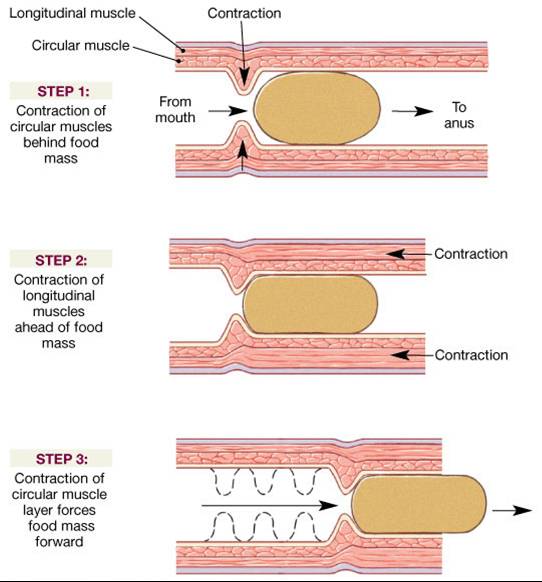 Longitudinal muscle
Contraction
Circular muscle
STEP 1:
Contraction of
circular muscles
behind food
mass
From
mouth
To
anus
STEP 2:
Contraction of
longitudinal
muscles
ahead of food
mass
Contraction
Contraction
STEP 3:
Contraction of
circular muscle
layer forces
food mass
forward